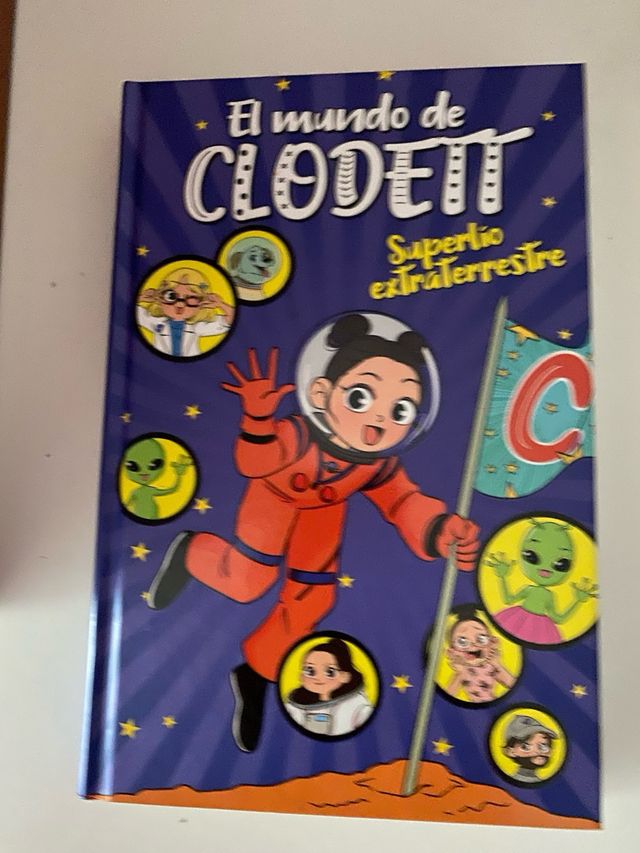 El mundo de
CLODETT
Superlío
extraterrestre
C